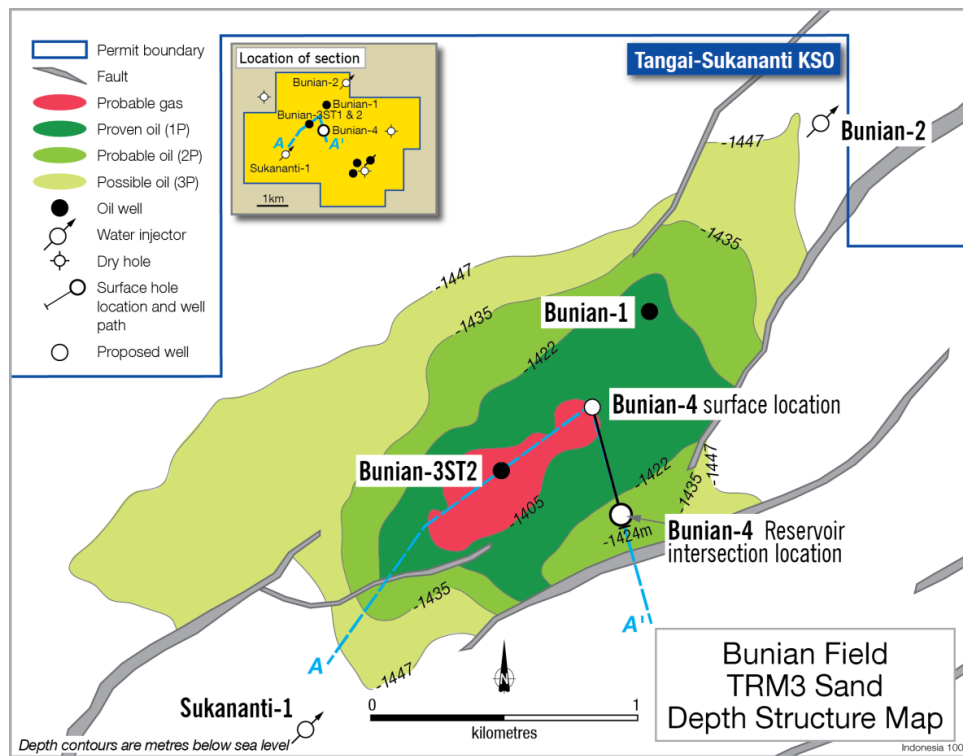 Permit boundary
Fault
Probable gas
Proven oil (1P)
Probable oil (2P)
Possible oil (3P)
Oil well
Water injector
Dry hole
Surface hole
location and well
path
Proposed well
Location of section
Bunian-2
Bunian-1
Bunian-3ST1 & 2
Bunian-4
A
A'
Sukananti-1
1km
Tangai-Sukananti KSO
Bunian-2
-1447
-1435
-1447
-1435
Bunian-1
-1422
Bunian-4 surface location
Bunian-3ST2
-1405
-1422
-1447
-1435
-1424m
Bunian-4 Reservoir
intersection location
-1435
A
A'
-1447
Sukananti-1
N
0
1
kilometres
Bunian Field
TRM3 Sand
Depth Structure Map
Depth contours are metres below sea level